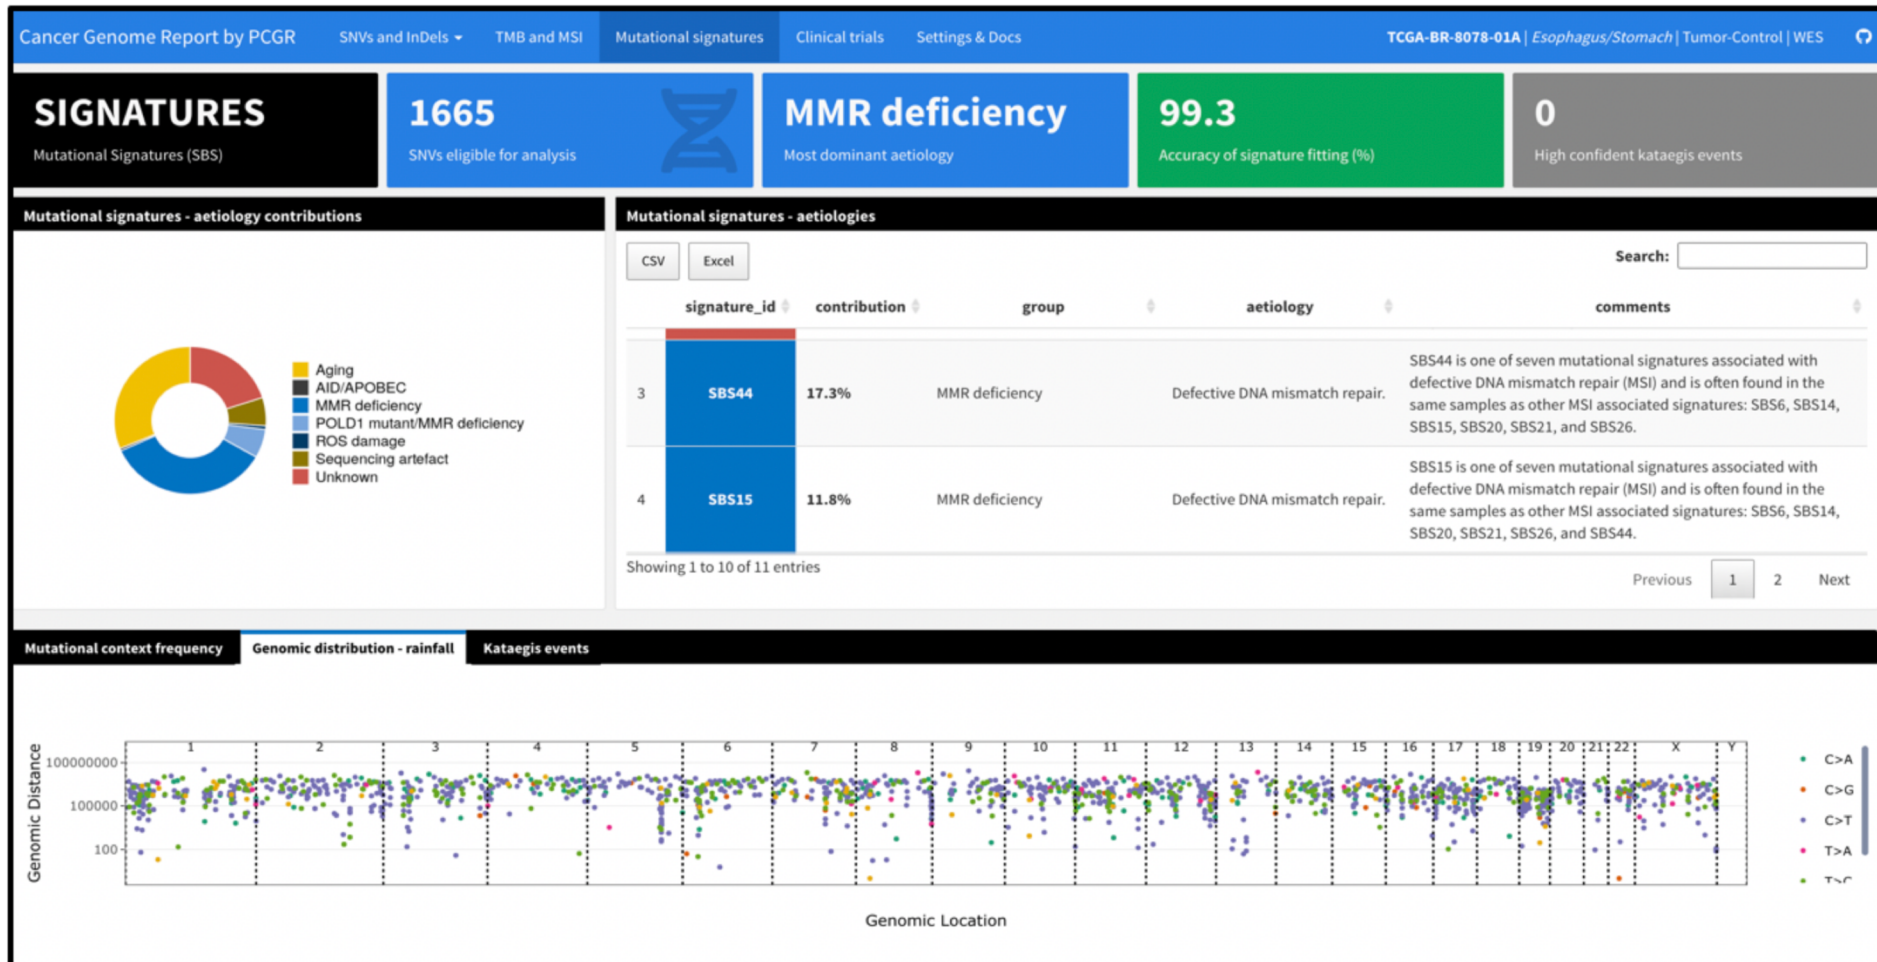 Cancer Genome Report by PCGR SNVs and InDels TMB and MSI Mutational signatures Clinical trials Settings & Docs TCGA-BR-8078-01A | Esophagus/Stomach | Tumor-Control | WES
SIGNATURES
Mutational Signatures (SBS)
1665
SNVs eligible for analysis
MMR deficiency
Most dominant aetiology
99.3
Accuracy of signature fitting (%)
0
High confident kataegis events
Mutational signatures - aetiology contributions
Aging
AID/APOBEC
MMR deficiency
POLD1 mutant/MMR deficiency
ROS damage
Sequencing artefact
Unknown
Mutational signatures - aetiologies
CSV Excel Search:
signature_id contribution group aetiology comments
3 SBS44 17.3% MMR deficiency Defective DNA mismatch repair.
SBS44 is one of seven mutational signatures associated with
defective DNA mismatch repair (MSI) and is often found in the
same samples as other MSI associated signatures: SBS6, SBS14,
SBS15, SBS20, SBS21, and SBS26.
4 SBS15 11.8% MMR deficiency Defective DNA mismatch repair.
SBS15 is one of seven mutational signatures associated with
defective DNA mismatch repair (MSI) and is often found in the
same samples as other MSI associated signatures: SBS6, SBS14,
SBS20, SBS21, SBS26, and SBS44.
Showing 1 to 10 of 11 entries
Previous 1 2 Next
Mutational context frequency Genomic distribution - rainfall Kataegis events
1 2 3 4 5 6 7 8 9 10 11 12 13 14 15 16 17 18 19 20 21 22 X Y
Genomic Distance
100000000
100000
100
Genomic Location
C>A
C>G
C>T
T>A
T>C